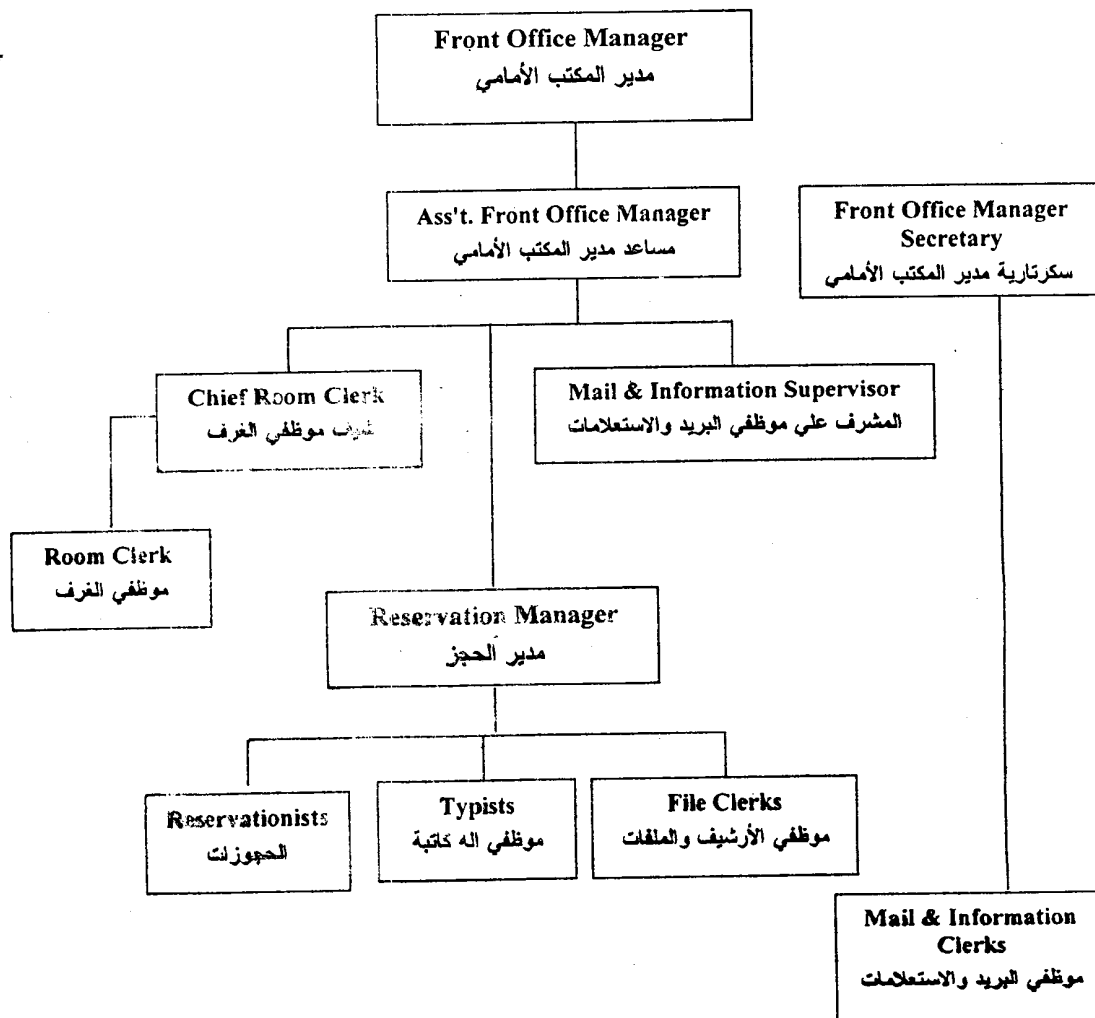 Front Office Manager
مدير المكتب الأمامي
Ass't. Front Office Manager
مساعد مدير المكتب الأمامي
Front Office Manager
Secretary
سكرتارية مدير المكتب الأمامي
Chief Room Clerk
شيف موظفي الغرف
Mail & Information Supervisor
المشرف علي موظفي البريد والاستعلامات
Room Clerk
موظفي الغرف
Reservation Manager
مدير الحجز
Reservationists
الحجوزات
Typists
موظفي اله كاتبة
File Clerks
موظفي الأرشيف والملفات
Mail & Information
Clerks
موظفي البريد والاستعلامات